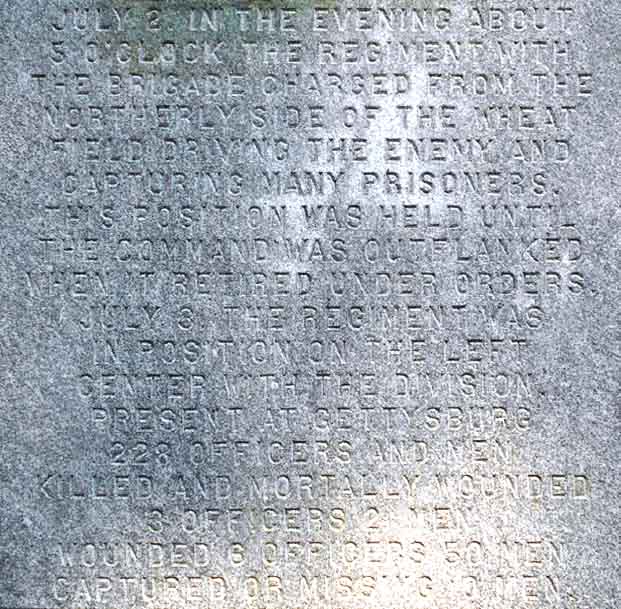 JULY 2. IN THE EVENING ABOUT
5 O'CLOCK THE REGIMENT WITH
THE BRIGADE CHARGED FROM THE
NORTHERLY SIDE OF THE WHEAT
FIELD DRIVING THE ENEMY AND
CAPTURING MANY PRISONERS.
THIS POSITION WAS HELD UNTIL
THE COMMAND WAS OUTFLANKED
WHEN IT RETIRED UNDER ORDERS.
JULY 3. THE REGIMENT WAS
IN POSITION ON THE LEFT
CENTER WITH THE DIVISION.
PRESENT AT GETTYSBURG
228 OFFICERS AND MEN.
KILLED AND MORTALLY WOUNDED
3 OFFICERS 2 MEN
WOUNDED 6 OFFICERS 50 MEN
CAPTURED OR MISSING 10 MEN.